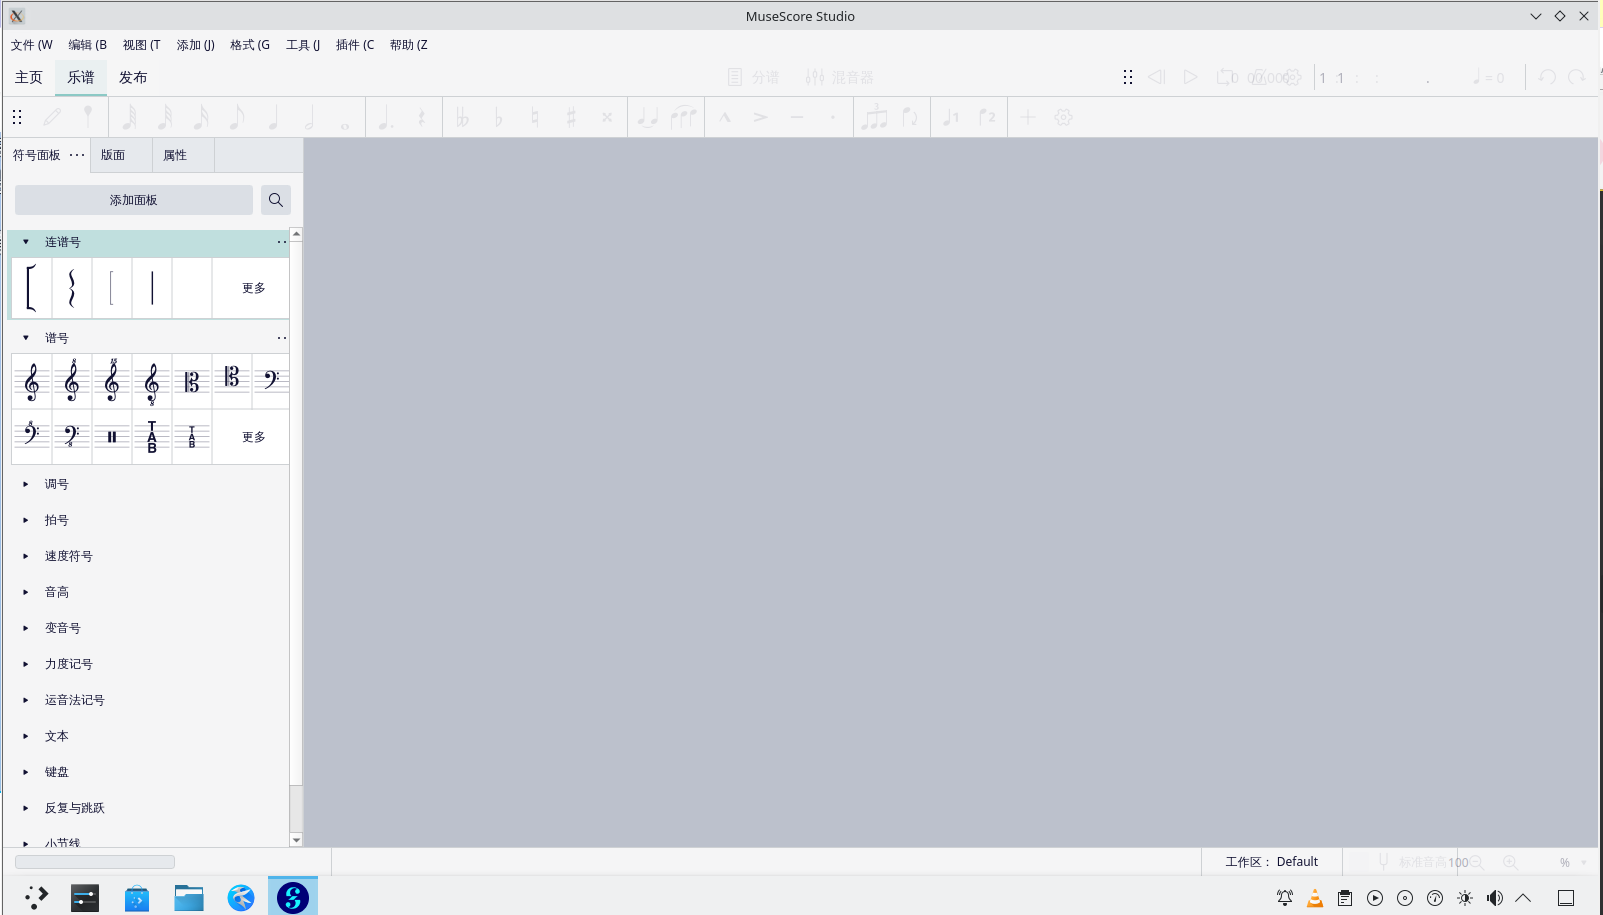 MuseScore Studio
文件 (W 编辑 (B 视图 (T 添加 (J) 格式 (G 工具 (J 插件 (C 帮助 (Z
主页 乐谱 发布 分谱 混音器 1 : 1 : : . = 0
符号面板 版面 属性
添加面板
连谱号
更多
谱号
更多
调号
拍号
速度符号
音高
变音号
力度记号
运音法记号
文本
键盘
反复与跳跃
小节线
工作区： Default 标准音高 100 %